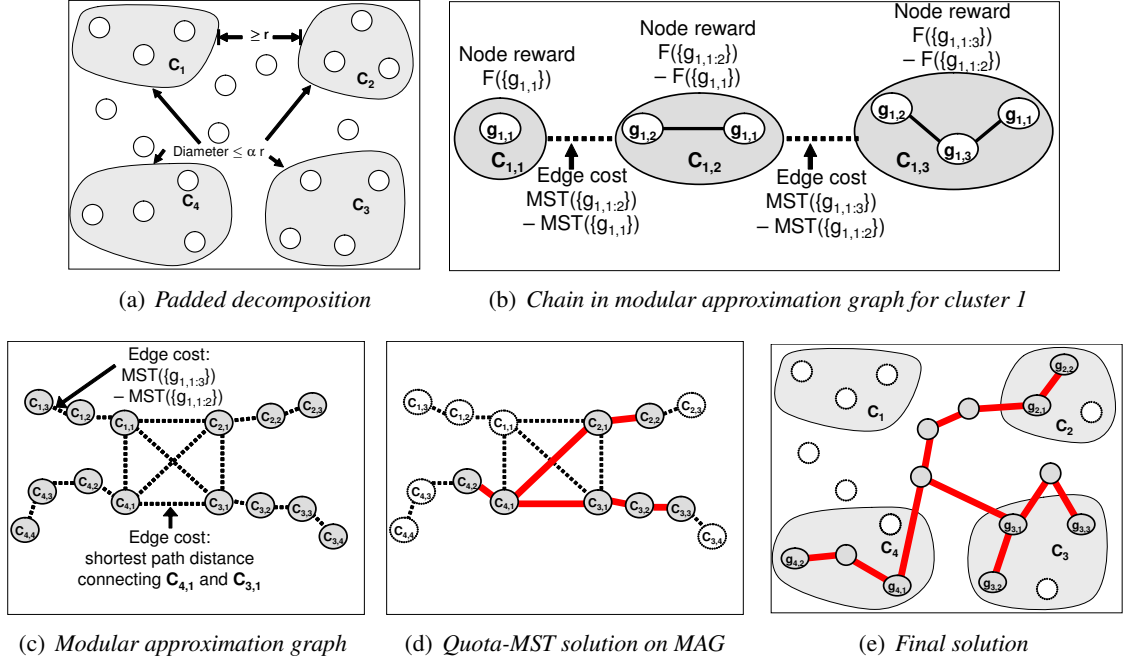 ≥ r
C1
C2
Diameter ≤ α r
C4
C3
(a) Padded decomposition
Node reward
F({g1,1})
Node reward
F({g1,1:2})
– F({g1,1})
Node reward
F({g1,1:3})
– F({g1,1:2})
g1,1
C1,1
g1,2
g1,1
C1,2
g1,2
g1,3
g1,1
C1,3
Edge cost
MST({g1,1:2})
– MST({g1,1})
Edge cost
MST({g1,1:3})
– MST({g1,1:2})
(b) Chain in modular approximation graph for cluster 1
Edge cost:
MST({g1,1:3})
– MST({g1,1:2})
C1,3
C1,2
C1,1
C2,1
C2,2
C2,3
C4,4
C4,3
C4,2
C4,1
C3,1
C3,2
C3,3
C3,4
Edge cost:
shortest path distance
connecting C4,1 and C3,1
(c) Modular approximation graph
C1,3
C1,2
C1,1
C2,1
C2,2
C2,3
C4,4
C4,3
C4,2
C4,1
C3,1
C3,2
C3,3
C3,4
(d) Quota-MST solution on MAG
C1
g2,2
g2,1
C2
C4
g4,2
g4,1
g3,1
g3,3
C3
g3,2
(e) Final solution